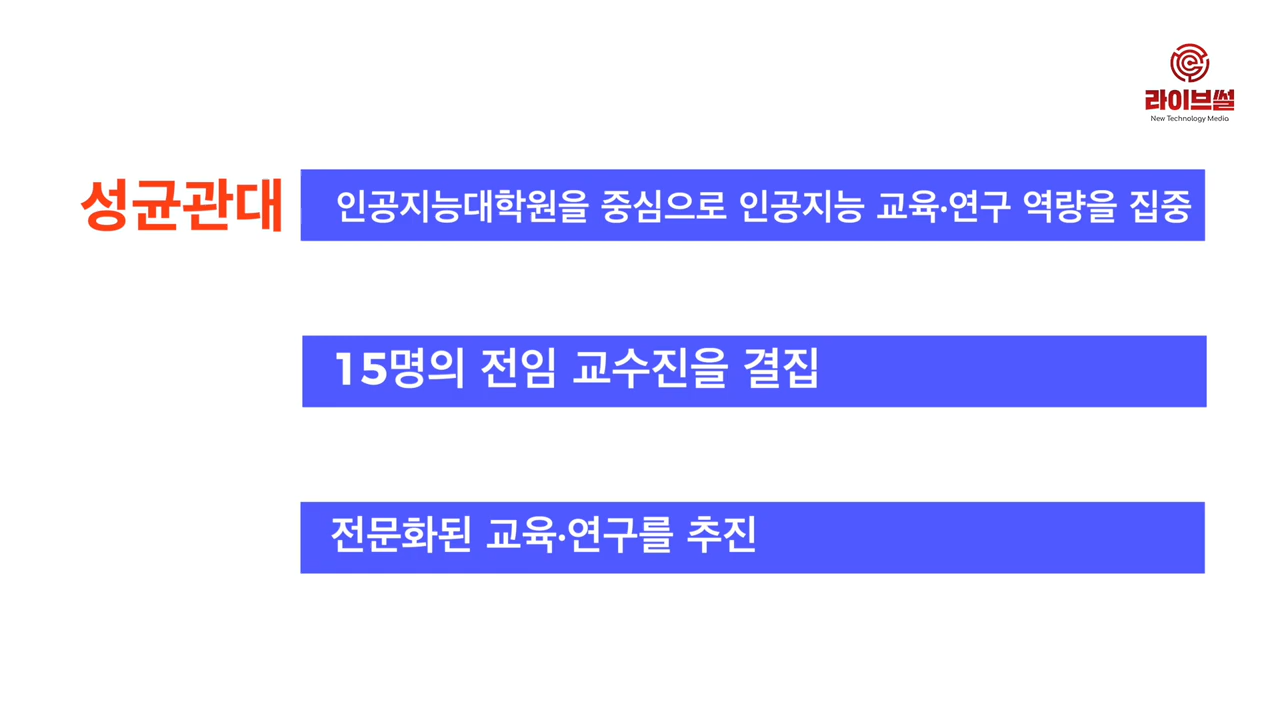 라이브썰
New Technology Media
성균관대
인공지능대학원을 중심으로 인공지능 교육·연구 역량을 집중
15명의 전임 교수진을 결집
전문화된 교육·연구를 추진